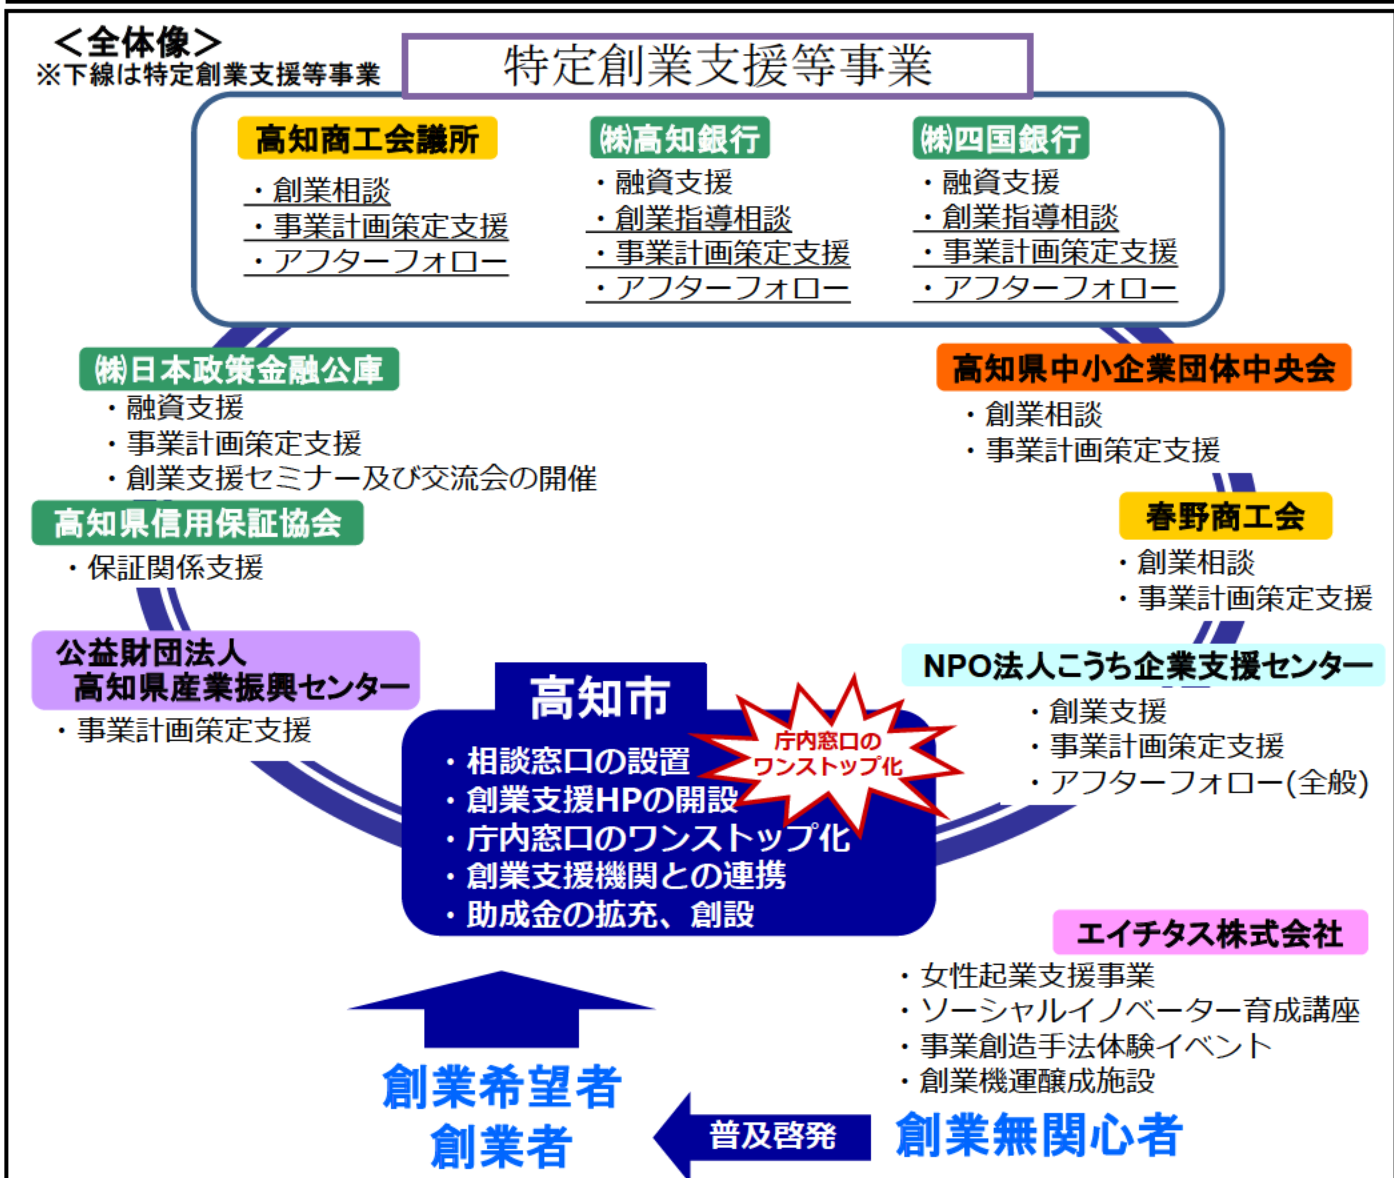 ＜全体像＞
※下線は特定創業支援等事業
特定創業支援等事業
高知商工会議所
・創業相談
・事業計画策定支援
・アフターフォロー
㈱高知銀行
・融資支援
・創業指導相談
・事業計画策定支援
・アフターフォロー
㈱四国銀行
・融資支援
・創業指導相談
・事業計画策定支援
・アフターフォロー
㈱日本政策金融公庫
・融資支援
・事業計画策定支援
・創業支援セミナー及び交流会の開催
高知県中小企業団体中央会
・創業相談
・事業計画策定支援
高知県信用保証協会
・保証関係支援
春野商工会
・創業相談
・事業計画策定支援
公益財団法人
高知県産業振興センター
・事業計画策定支援
NPO法人こうち企業支援センター
・創業支援
・事業計画策定支援
・アフターフォロー(全般)
高知市
・相談窓口の設置
・創業支援HPの開設
・庁内窓口のワンストップ化
・創業支援機関との連携
・助成金の拡充、創設
庁内窓口の
ワンストップ化
エイチタス株式会社
・女性起業支援事業
・ソーシャルイノベーター育成講座
・事業創造手法体験イベント
・創業機運醸成施設
創業希望者
創業者
普及啓発
創業無関心者